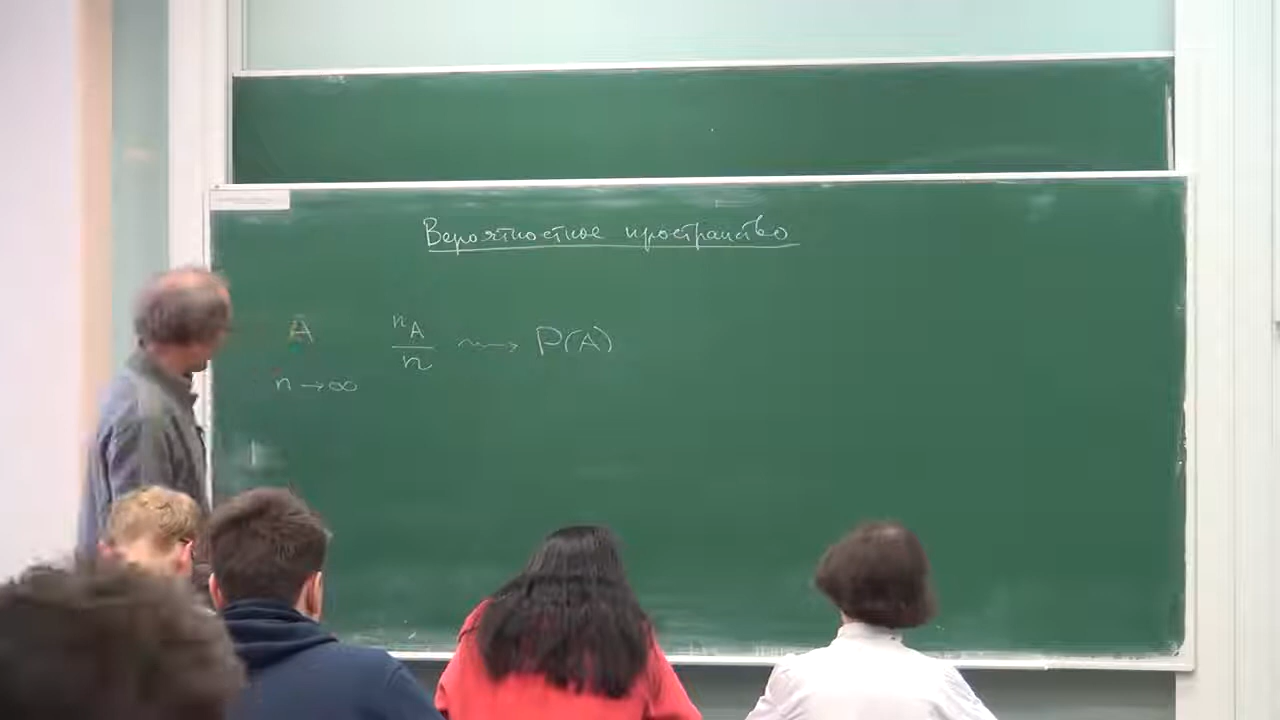 Вероятностное пространство
A n_A/n ⇝ P(A)
n → ∞